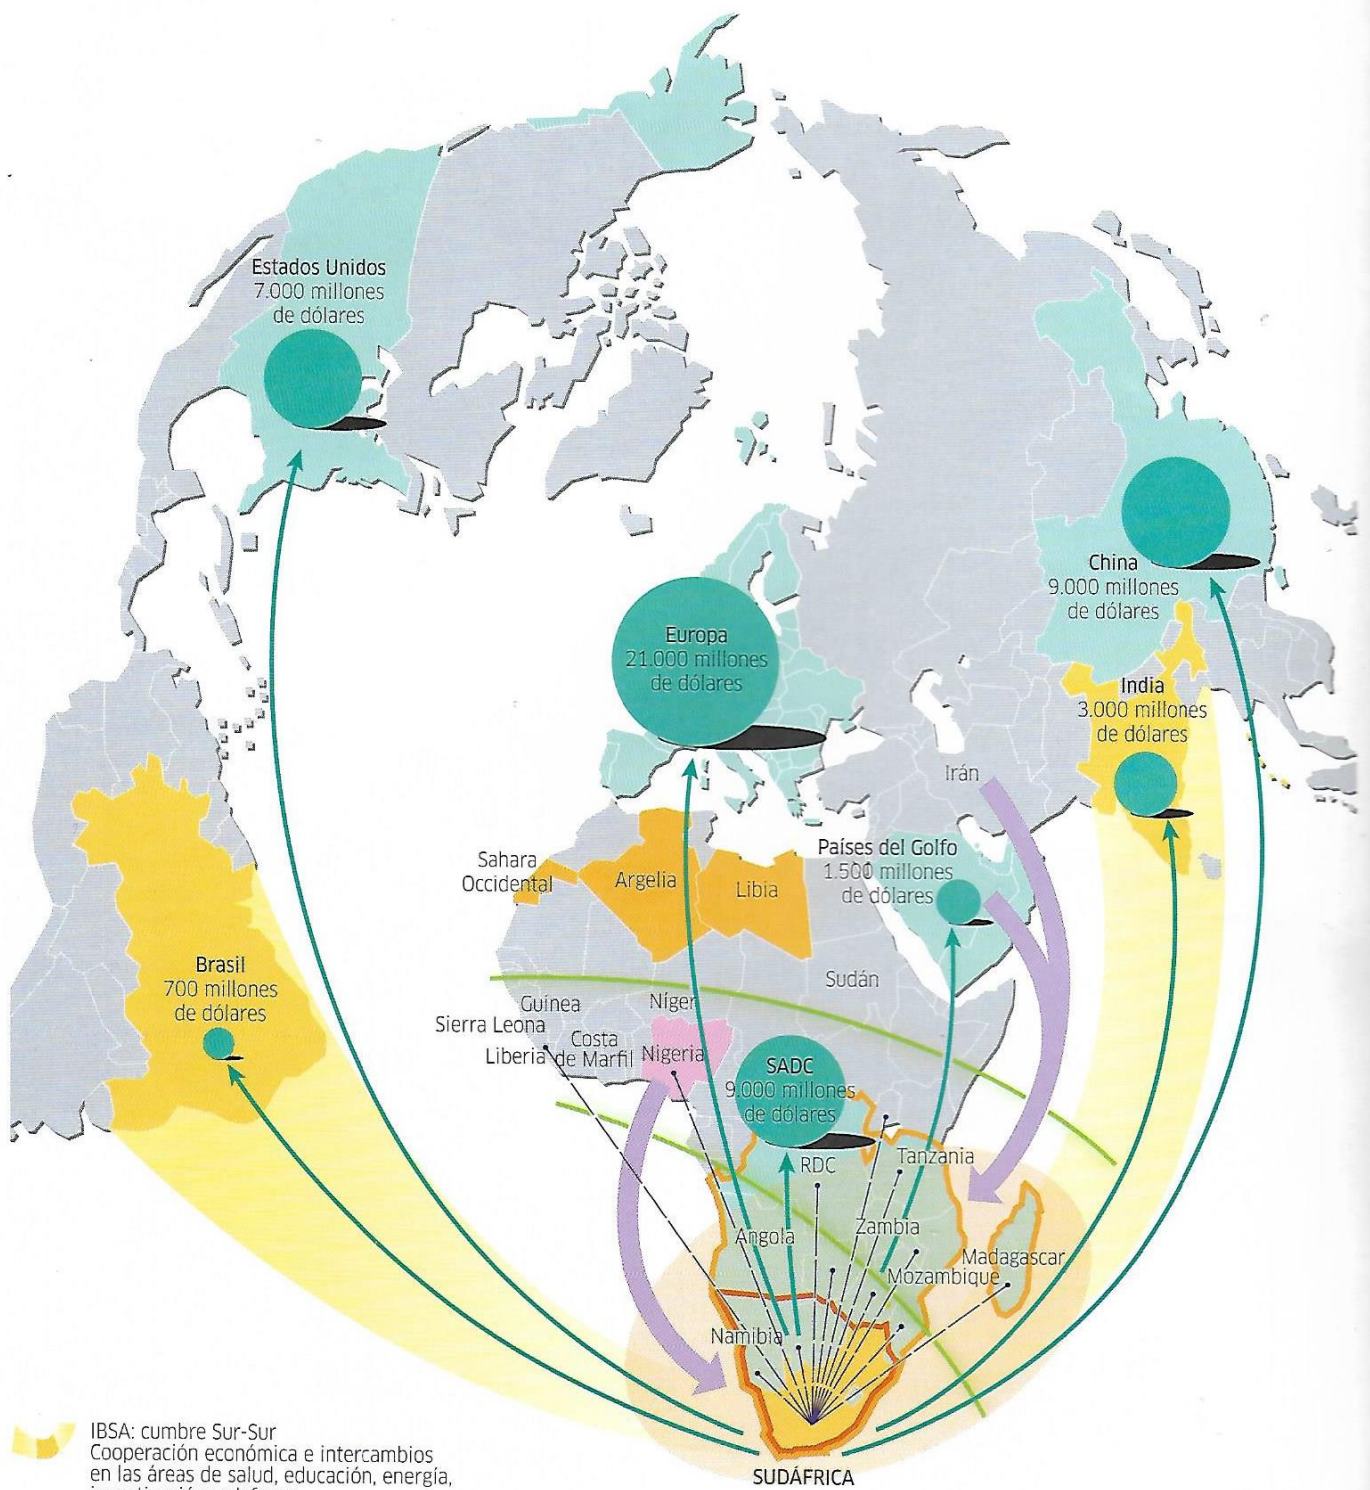 Estados Unidos
7.000 millones
de dólares
China
9.000 millones
de dólares
Europa
21.000 millones
de dólares
India
3.000 millones
de dólares
Irán
Países del Golfo
1.500 millones
de dólares
Sahara
Occidental
Argelia
Libia
Brasil
700 millones
de dólares
Sudán
Guinea
Níger
Sierra Leona
Costa
de Marfil
Liberia
Nigeria
SADC
9.000 millones
de dólares
RDC
Tanzania
Angola
Zambia
Madagascar
Mozambique
Namibia
SUDÁFRICA
IBSA: cumbre Sur-Sur
Cooperación económica e intercambios
en las áreas de salud, educación, energía,